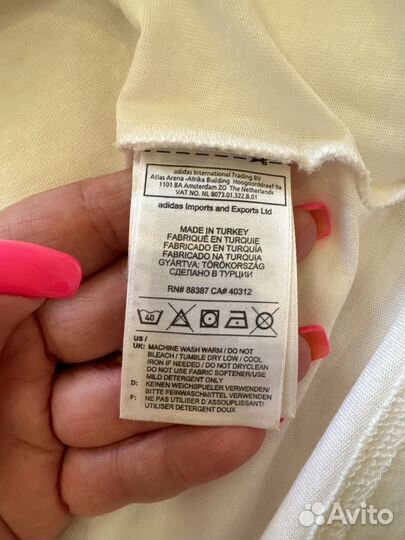 adidas International Trading BV
Atlas Arena -Afrika Building Hoogoorddreef 9a
1101 BA Amsterdam ZO The Netherlands
VAT NO. NL 8073.01.322.B.01
adidas Imports and Exports Ltd
MADE IN TURKEY
FABRIQUÉ EN TURQUIE
FABRICADO EN TURQUÍA
FABRICADO NA TURQUIA
GYÁRTVA: TÖRÖKORSZÁG
СДЕЛАНО В ТУРЦИИ
RN# 88387 CA# 40312
40
US /
UK: MACHINE WASH WARM / DO NOT
BLEACH / TUMBLE DRY LOW / COOL
IRON IF NEEDED / DO NOT DRYCLEAN
DO NOT USE FABRIC SOFTENER/USE
MILD DETERGENT ONLY
D: KEINEN WEICHSPUELER VERWENDEN/
BITTE FEINWASCHMITTEL VERWENDEN
F: NE PAS UTILISER D'ASSOUPLISSANT/
UTILISER DETERGENT DOUX
Avito